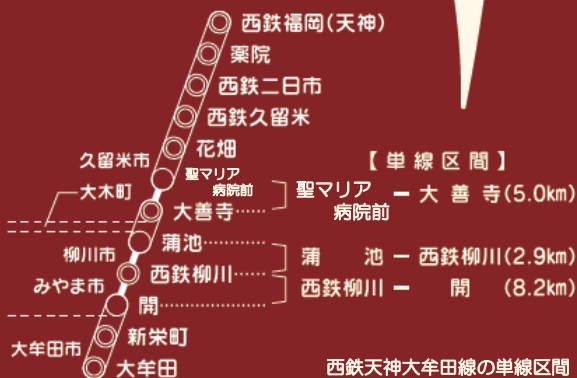 西鉄福岡(天神)
薬院
西鉄二日市
西鉄久留米
花畑
久留米市
聖マリア
病院前
大木町
大善寺……
蒲池…………
柳川市
西鉄柳川……
みやま市
開………………
新栄町
大牟田市
大牟田
【単線区間】
聖マリア
病院前 ー 大善寺(5.0km)
蒲池 ー 西鉄柳川(2.9km)
西鉄柳川 ー 開 (8.2km)
西鉄天神大牟田線の単線区間